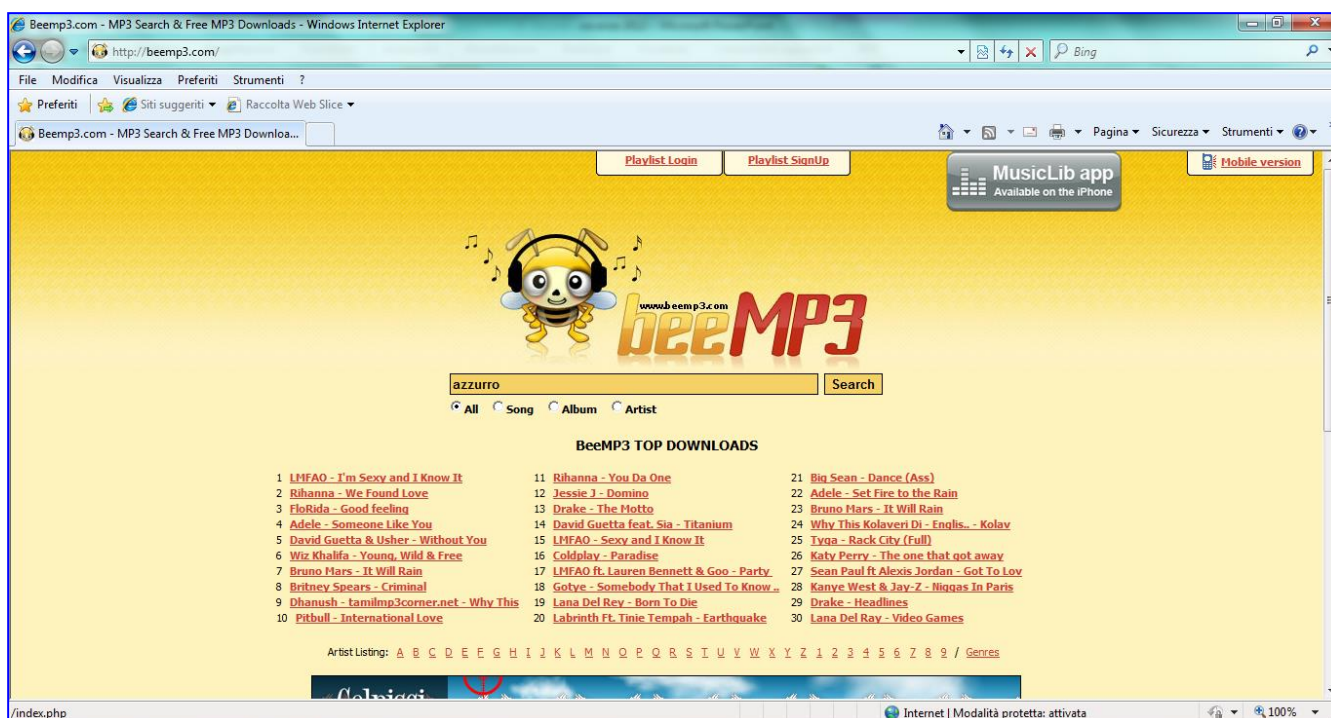 Beemp3.com - MP3 Search & Free MP3 Downloads - Windows Internet Explorer
http://beemp3.com/
Bing
File Modifica Visualizza Preferiti Strumenti ?
Preferiti Siti suggeriti Raccolta Web Slice
Beemp3.com - MP3 Search & Free MP3 Downloa...
Pagina Sicurezza Strumenti
Playlist Login Playlist SignUp
MusicLib app
Available on the iPhone
Mobile version
www.beemp3.com
beeMP3
azzurro Search
All Song Album Artist
BeeMP3 TOP DOWNLOADS
1 LMFAO - I'm Sexy and I Know It
2 Rihanna - We Found Love
3 FloRida - Good feeling
4 Adele - Someone Like You
5 David Guetta & Usher - Without You
6 Wiz Khalifa - Young, Wild & Free
7 Bruno Mars - It Will Rain
8 Britney Spears - Criminal
9 Dhanush - tamilmp3corner.net - Why This
10 Pitbull - International Love
11 Rihanna - You Da One
12 Jessie J - Domino
13 Drake - The Motto
14 David Guetta feat. Sia - Titanium
15 LMFAO - Sexy and I Know It
16 Coldplay - Paradise
17 LMFAO ft. Lauren Bennett & Goo - Party
18 Gotye - Somebody That I Used To Know ..
19 Lana Del Rey - Born To Die
20 Labrinth Ft. Tinie Tempah - Earthquake
21 Big Sean - Dance (Ass)
22 Adele - Set Fire to the Rain
23 Bruno Mars - It Will Rain
24 Why This Kolaveri Di - Englis.. - Kolav
25 Tyga - Rack City (Full)
26 Katy Perry - The one that got away
27 Sean Paul ft Alexis Jordan - Got To Lov
28 Kanye West & Jay-Z - Niggas In Paris
29 Drake - Headlines
30 Lana Del Ray - Video Games
Artist Listing: A B C D E F G H I J K L M N O P Q R S T U V W X Y Z 1 2 3 4 5 6 7 8 9 / Genres
/index.php
Internet | Modalità protetta: attivata
100%